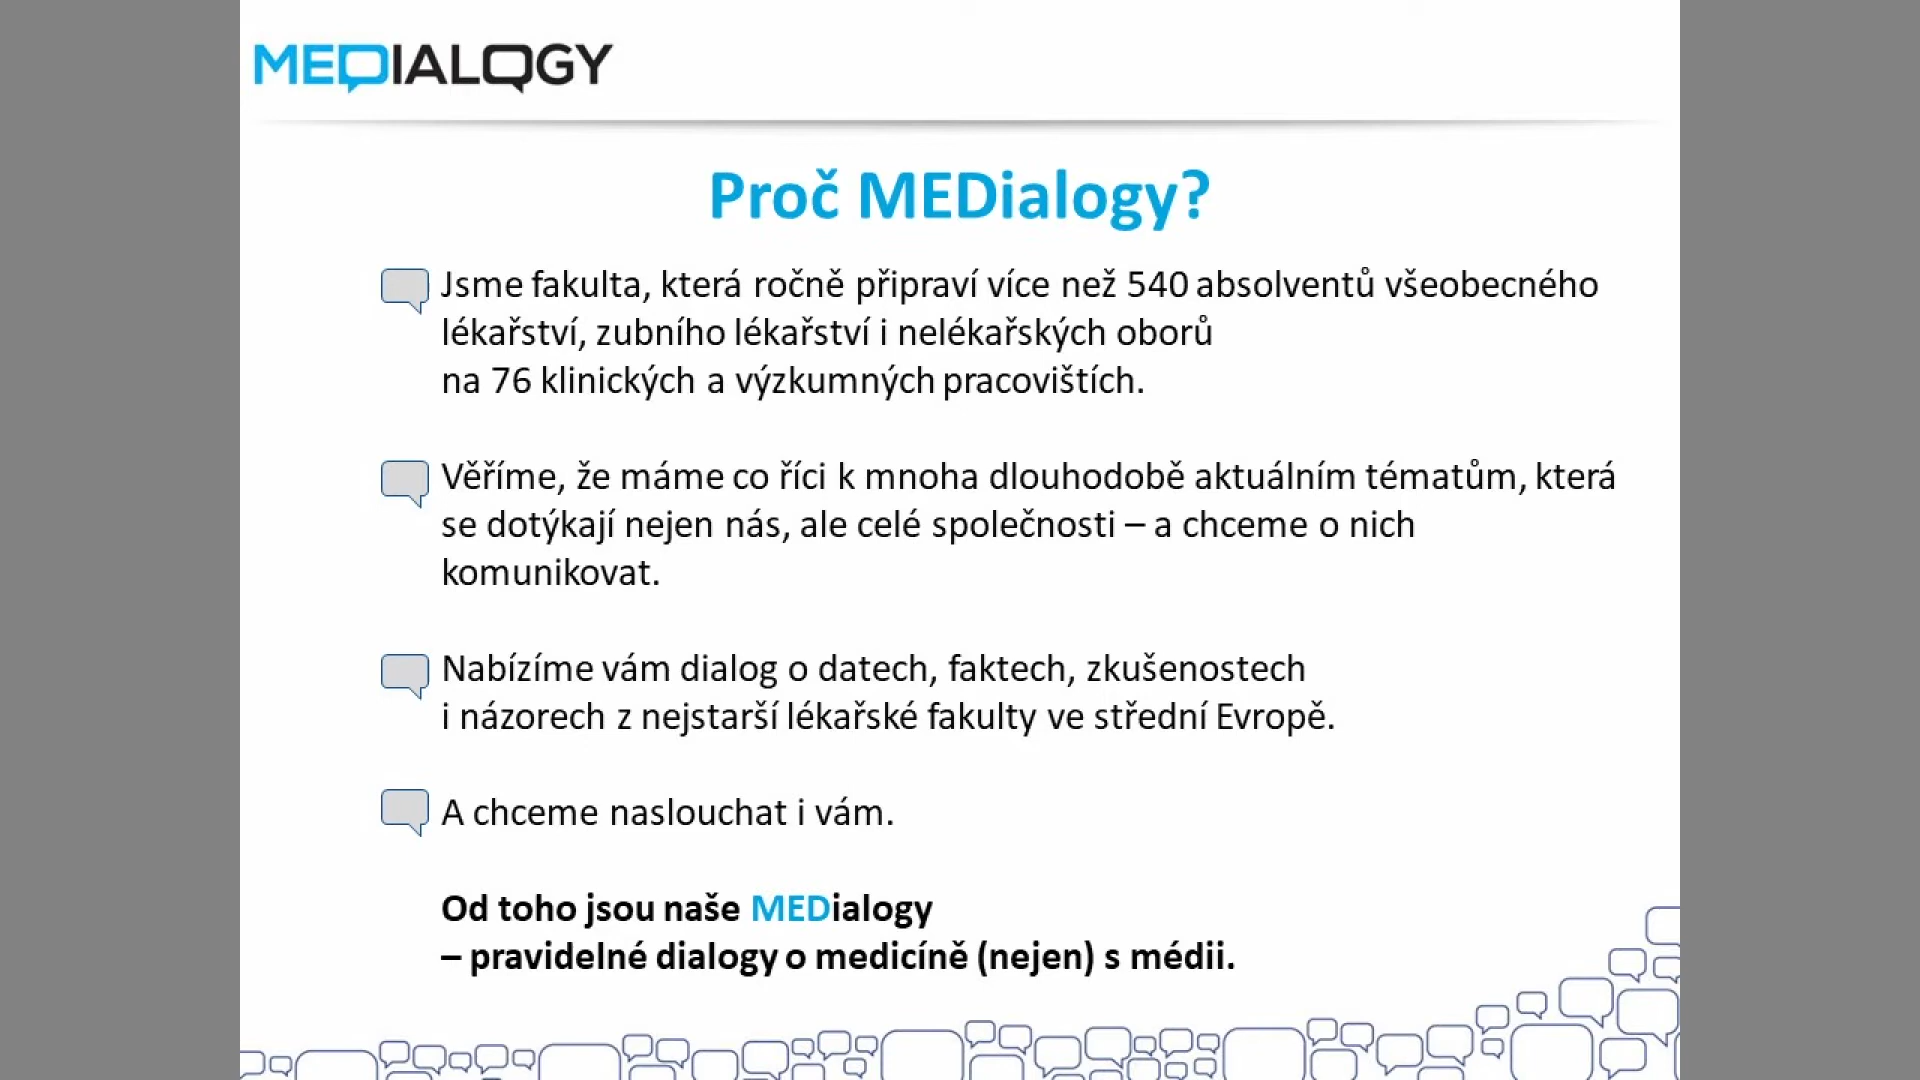 MEDIALOGY
Proč MEDialogy?
Jsme fakulta, která ročně připraví více než 540 absolventů všeobecného
lékařství, zubního lékařství i nelékařských oborů
na 76 klinických a výzkumných pracovištích.
Věříme, že máme co říci k mnoha dlouhodobě aktuálním tématům, která
se dotýkají nejen nás, ale celé společnosti – a chceme o nich
komunikovat.
Nabízíme vám dialog o datech, faktech, zkušenostech
i názorech z nejstarší lékařské fakulty ve střední Evropě.
A chceme naslouchat i vám.
Od toho jsou naše MEDialogy
– pravidelné dialogy o medicíně (nejen) s médii.